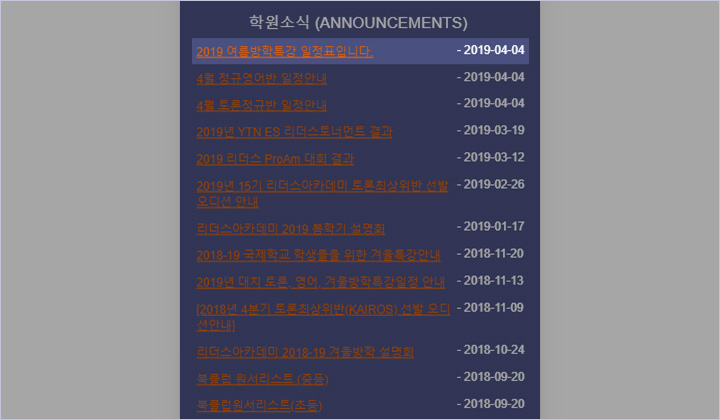 학원소식 (ANNOUNCEMENTS)
2019 여름방학특강 일정표입니다. - 2019-04-04
4월 정규영어반 일정안내 - 2019-04-04
4월 토론정규반 일정안내 - 2019-04-04
2019년 YTN ES 리더스토너먼트 결과 - 2019-03-19
2019 리더스 ProAm 대회 결과 - 2019-03-12
2019년 15기 리더스아카데미 토론최상위반 선발 - 2019-02-26
오디션 안내
리더스아카데미 2019 봄학기 설명회 - 2019-01-17
2018-19 국제학교 학생들을 위한 겨울특강안내 - 2018-11-20
2019년 대치 토론, 영어, 겨울방학특강일정 안내 - 2018-11-13
[2018년 4분기 토론최상위반(KAIROS) 선발 오디 - 2018-11-09
션안내]
리더스아카데미 2018-19 겨울방학 설명회 - 2018-10-24
북클럽 원서리스트 (중등) - 2018-09-20
북클럽원서리스트(초등) - 2018-09-20